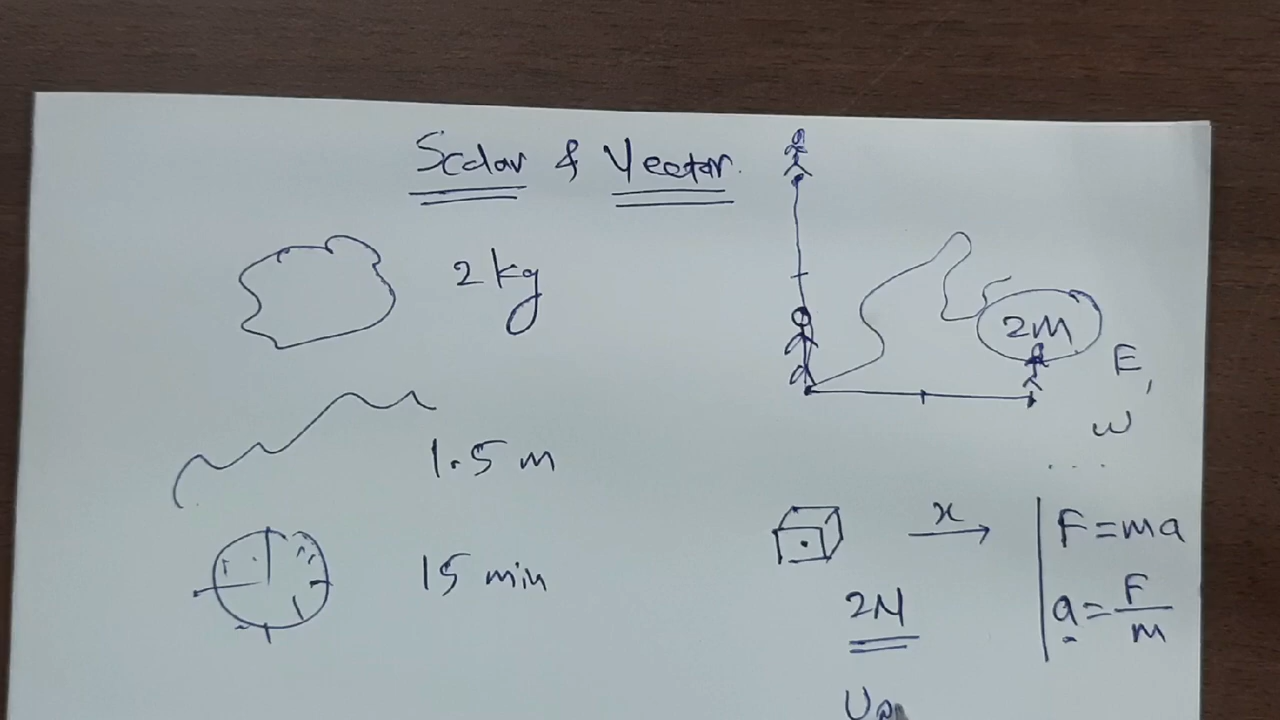 Scalar & Vector.
2 kg
1.5 m
15 min
2M
E,
W
....
x
2N
F=ma
a=F/m